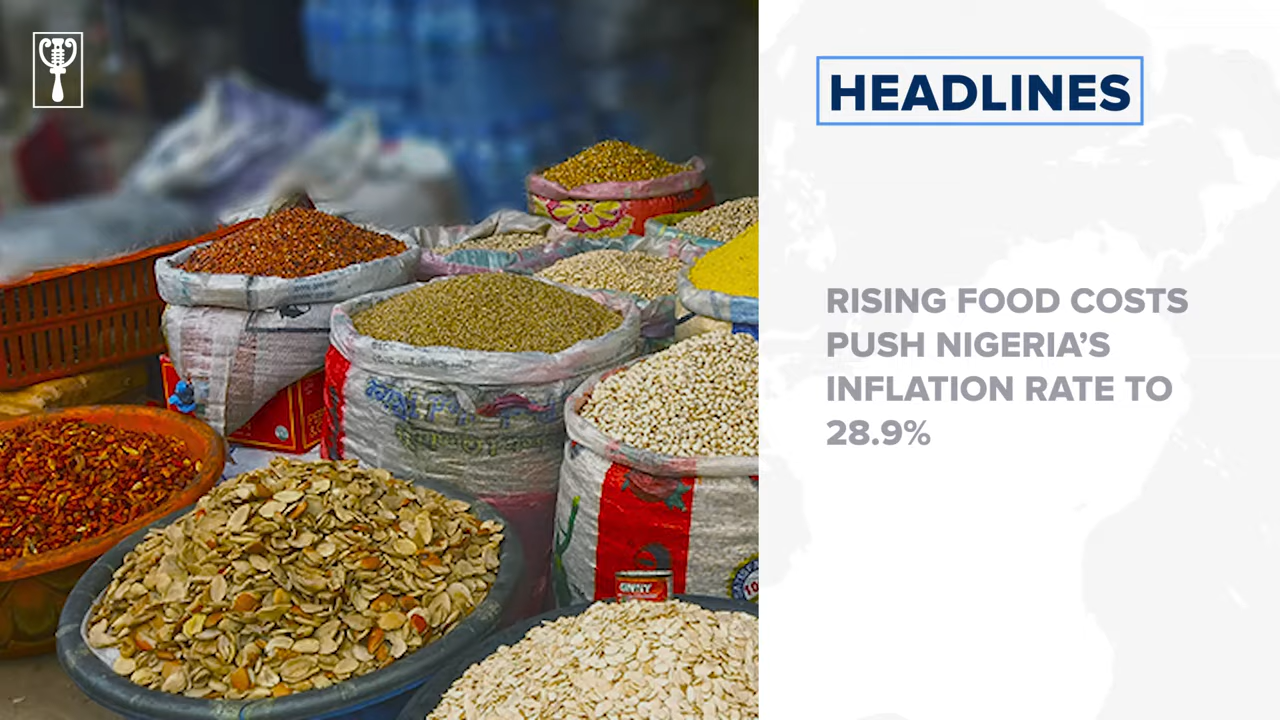 HEADLINES
RISING FOOD COSTS
PUSH NIGERIA’S
INFLATION RATE TO
28.9%